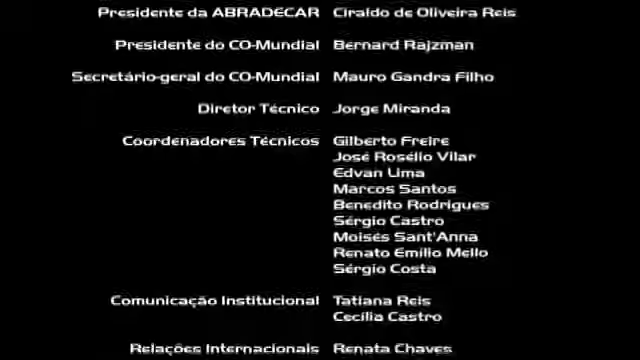 Presidente da ABRADECAR Ciraldo de Oliveira Reis
Presidente do CO-Mundial Bernard Rajzman
Secretário-geral do CO-Mundial Mauro Gandra Filho
Diretor Técnico Jorge Miranda
Coordenadores Técnicos Gilberto Freire
José Rosélio Vilar
Edvan Lima
Marcos Santos
Benedito Rodrigues
Sérgio Castro
Moisés Sant'Anna
Renato Emílio Mello
Sérgio Costa
Comunicação Institucional Tatiana Reis
Cecília Castro
Relações Internacionais Renata Chaves